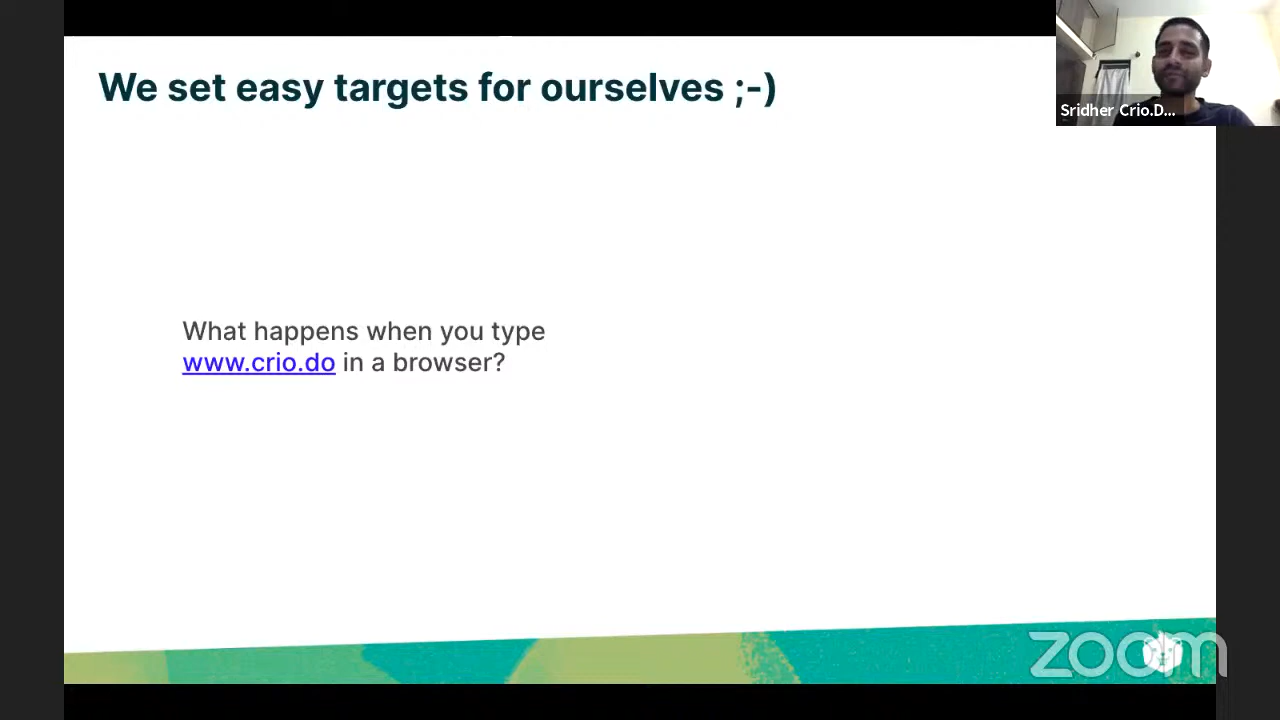 We set easy targets for ourselves ;-)
Sridher Crio.D...
What happens when you type
www.crio.do in a browser?
zoom